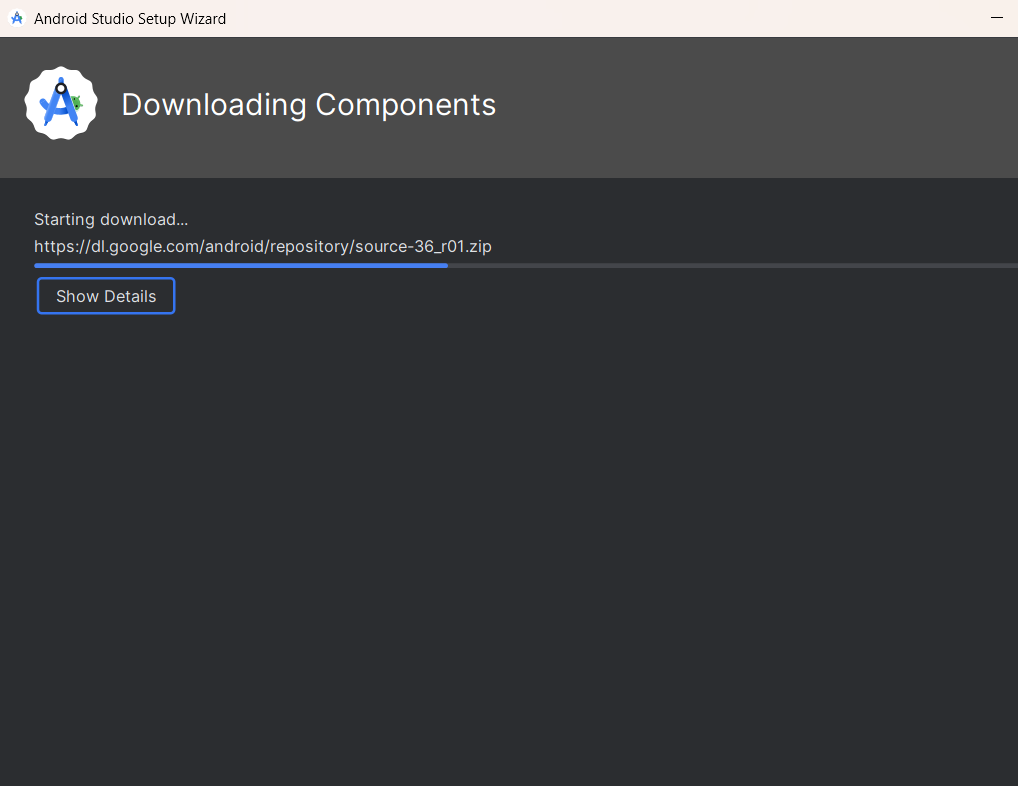 Android Studio Setup Wizard
Downloading Components
Starting download...
https://dl.google.com/android/repository/source-36_r01.zip
Show Details